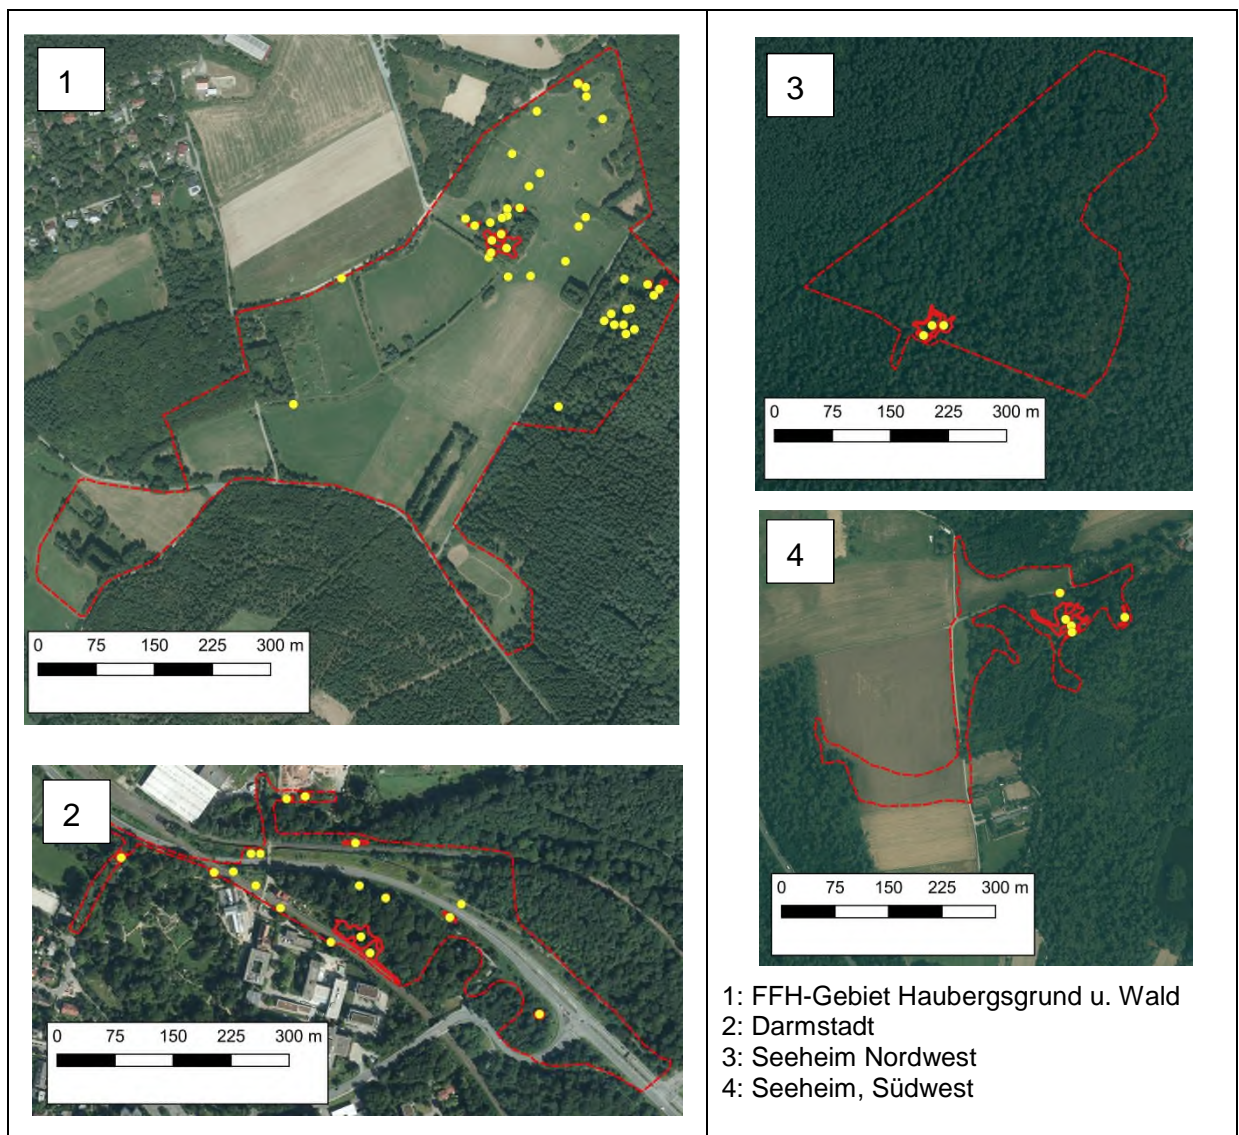 1
0 75 150 225 300 m
2
0 75 150 225 300 m
3
0 75 150 225 300 m
4
0 75 150 225 300 m
1: FFH-Gebiet Haubergsgrund u. Wald
2: Darmstadt
3: Seeheim Nordwest
4: Seeheim, Südwest